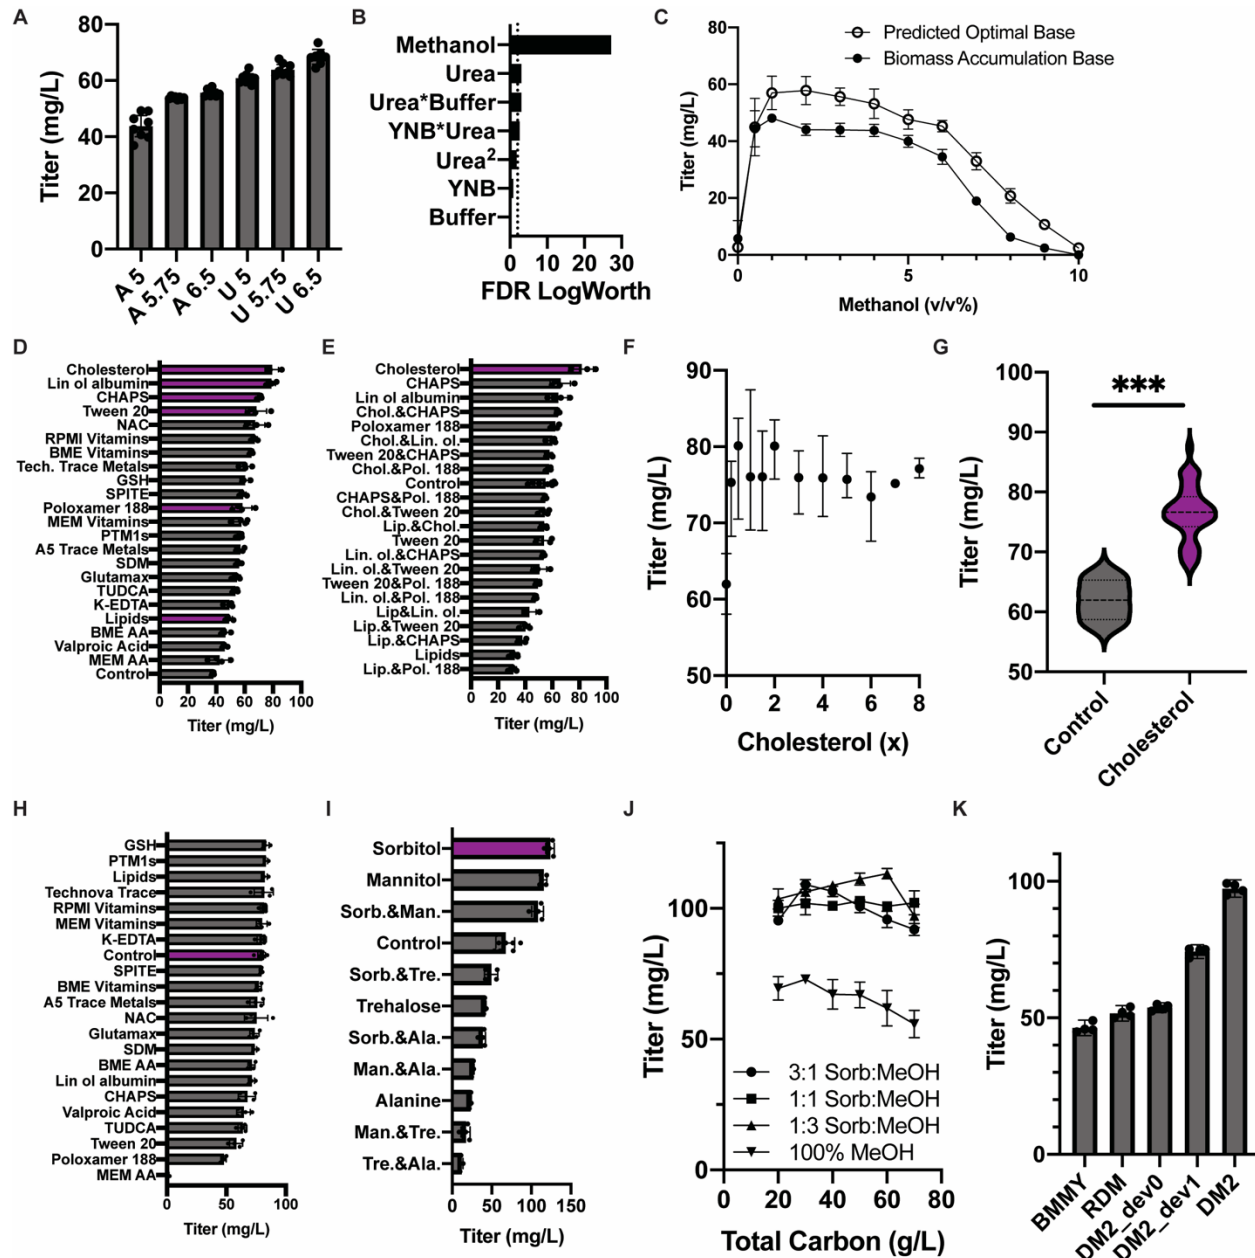 A
Titer (mg/L)
80
60
40
20
0
A 5
A 5.75
A 6.5
U 5
U 5.75
U 6.5
B
Methanol
Urea
Urea*Buffer
YNB*Urea
Urea²
YNB
Buffer
0 10 20 30
FDR LogWorth
C
Predicted Optimal Base
Biomass Accumulation Base
Titer (mg/L)
80
60
40
20
0
0 5 10
Methanol (v/v%)
D
Cholesterol
Lin ol albumin
CHAPS
Tween 20
NAC
RPMI Vitamins
BME Vitamins
Tech. Trace Metals
GSH
SPITE
Poloxamer 188
MEM Vitamins
PTM1s
A5 Trace Metals
SDM
Glutamax
TUDCA
K-EDTA
Lipids
BME AA
Valproic Acid
MEM AA
Control
0 20 40 60 80 100
Titer (mg/L)
E
Cholesterol
CHAPS
Lin ol albumin
Chol.&CHAPS
Poloxamer 188
Chol.&Lin. ol.
Tween 20&CHAPS
Chol.&Pol. 188
Control
CHAPS&Pol. 188
Chol.&Tween 20
Lip.&Chol.
Tween 20
Lin. ol.&CHAPS
Lin. ol.&Tween 20
Tween 20&Pol. 188
Lin. ol.&Pol. 188
Lip&Lin. ol.
Lip.&Tween 20
Lip.&CHAPS
Lipids
Lip.&Pol. 188
0 20 40 60 80 100
Titer (mg/L)
F
Titer (mg/L)
90
80
70
60
50
0 2 4 6 8
Cholesterol (x)
G
Titer (mg/L)
100
90
80
70
60
50
***
Control
Cholesterol
H
GSH
PTM1s
Lipids
Technova Trace
RPMI Vitamins
MEM Vitamins
K-EDTA
Control
SPITE
BME Vitamins
A5 Trace Metals
NAC
Glutamax
SDM
BME AA
Lin ol albumin
CHAPS
Valproic Acid
TUDCA
Tween 20
Poloxamer 188
MEM AA
0 50 100
Titer (mg/L)
I
Sorbitol
Mannitol
Sorb.&Man.
Control
Sorb.&Tre.
Trehalose
Sorb.&Ala.
Man.&Ala.
Alanine
Man.&Tre.
Tre.&Ala.
0 50 100 150
Titer (mg/L)
J
Titer (mg/L)
100
50
0
3:1 Sorb:MeOH
1:1 Sorb:MeOH
1:3 Sorb:MeOH
100% MeOH
0 20 40 60 80
Total Carbon (g/L)
K
Titer (mg/L)
100
50
0
BMMY
RDM
DM2_dev0
DM2_dev1
DM2